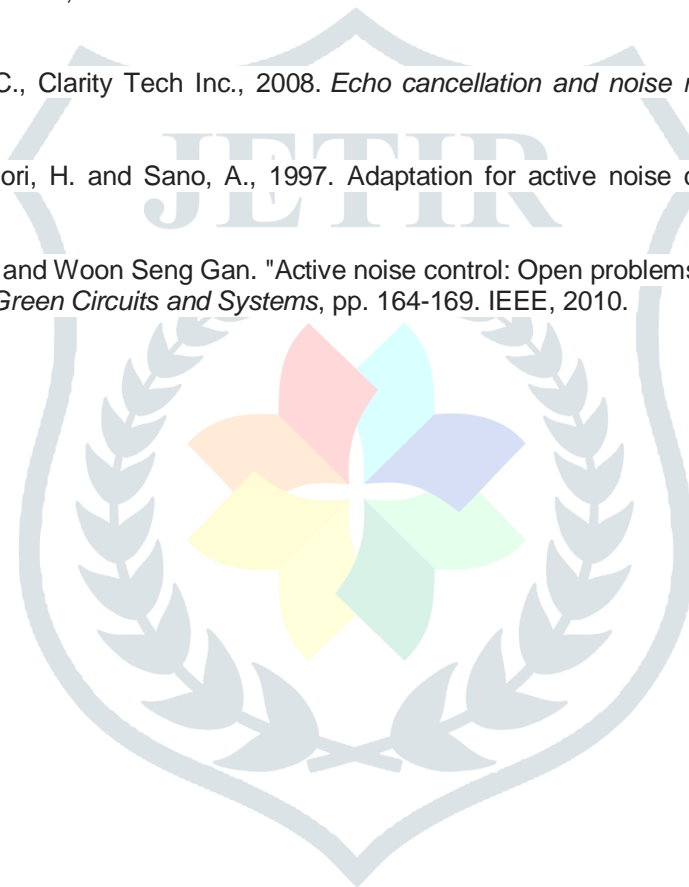 C., Clarity Tech Inc., 2008. Echo cancellation and noise
JETIR
ori, H. and Sano, A., 1997. Adaptation for active noise
and Woon Seng Gan. "Active noise control: Open problems
Green Circuits and Systems, pp. 164-169. IEEE, 2010.